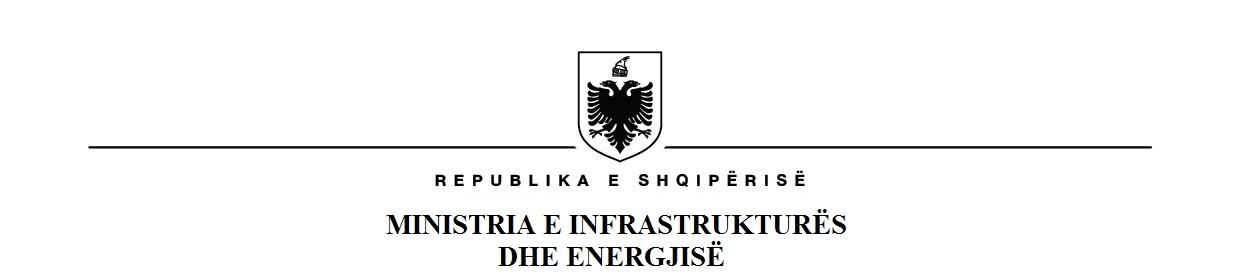 REPUBLIKA E SHQIPËRISË
MINISTRIA E INFRASTRUKTURËS
DHE ENERGJISË